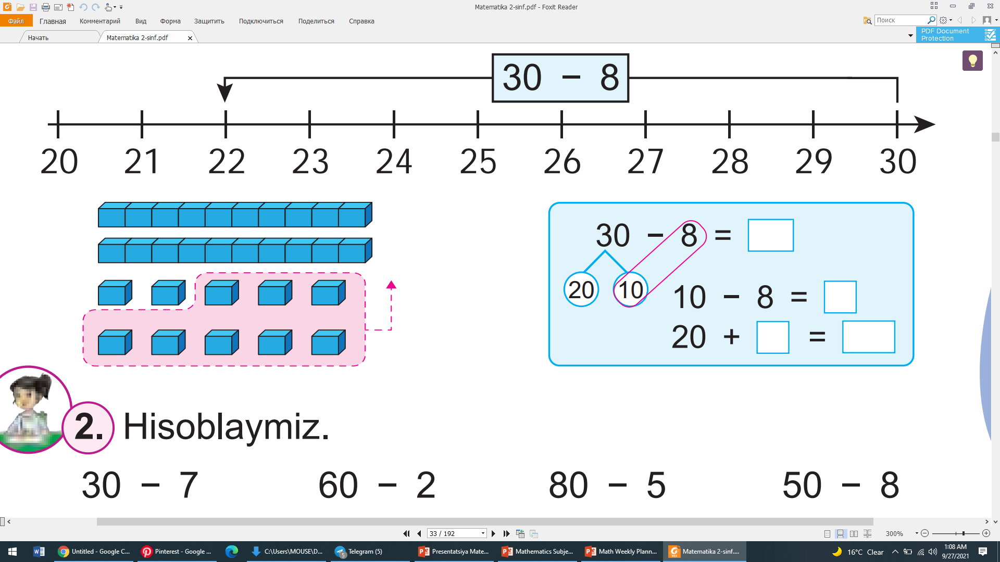 Matematika 2-sinf.pdf - Foxit Reader
Файл Главная Комментарий Вид Форма Защитить Подключиться Поделиться Справка Поиск
Начать Matematika 2-sinf.pdf PDF Document Protection
30 − 8
20 21 22 23 24 25 26 27 28 29 30
30 − 8 =
20 10
10 − 8 =
20 + =
2. Hisoblaymiz.
30 − 7 60 − 2 80 − 5 50 − 8
33 / 192 300%
Untitled - Google C... Pinterest - Google ... C:\Users\MOUSE\D... Telegram (5) Presentatsiya Mate... Mathematics Subje... Math Weekly Plann... Matematika 2-sinf.... 16°C Clear 1:08 AM
9/27/2021